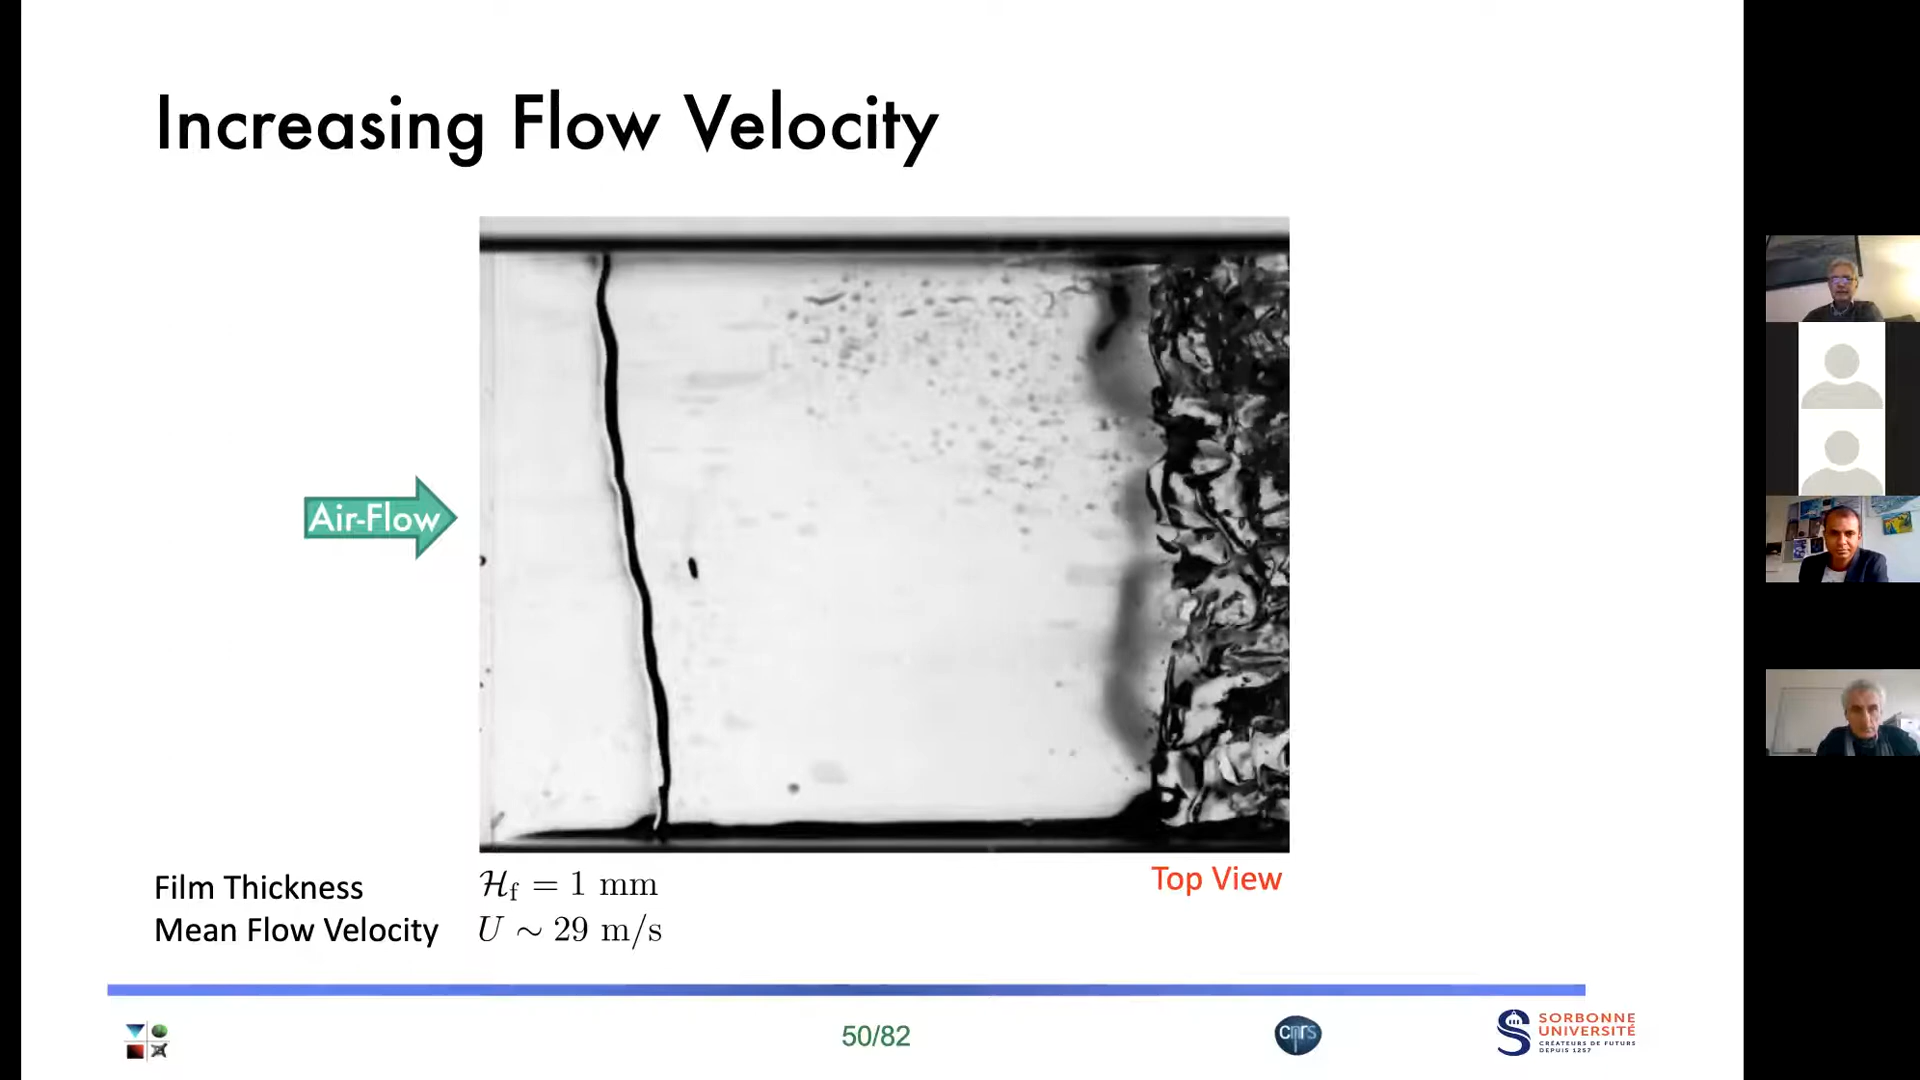 Increasing Flow Velocity
Air-Flow
Top View
Film Thickness ℋf = 1 mm
Mean Flow Velocity U ∼ 29 m/s
50/82
cnrs
SORBONNE
UNIVERSITÉ
CRÉATEURS DE FUTURS
DEPUIS 1257